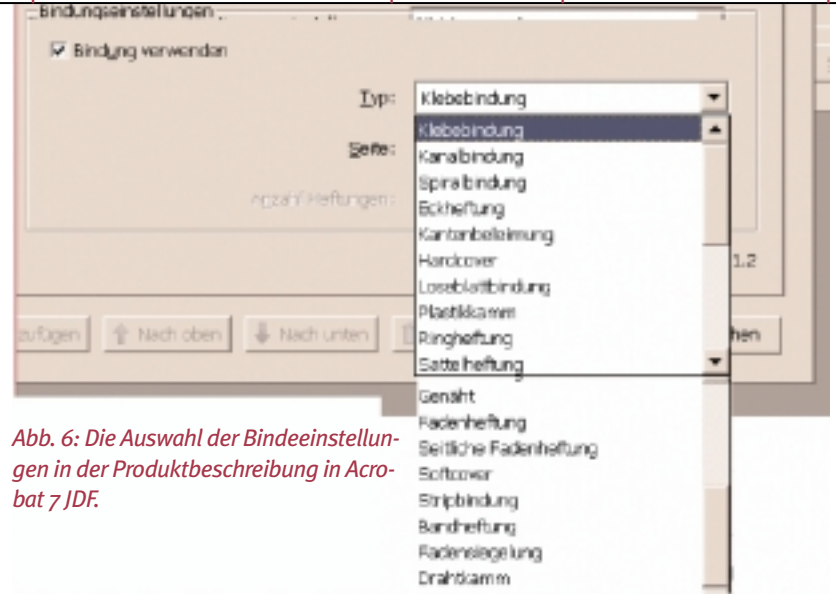 Bindungseinstellungen
Bindung verwenden
Typ: Klebebindung
Klebebindung
Seite:
Kanalbindung
Spiralbindung
Anzahl Heftungen:
Eckheftung
Kantenbeleimung
Hardcover
1.2
Loseblattbindung
Plastikkamm
zufügen Nach oben Nach unten hen
Ringheftung
Sattelheftung
Genäht
Fadenheftung
Seitliche Fadenheftung
Softcover
Stripbindung
Bandheftung
Fadensiegelung
Drahtkamm
Abb. 6: Die Auswahl der Bindeeinstellun-
gen in der Produktbeschreibung in Acro-
bat 7 JDF.